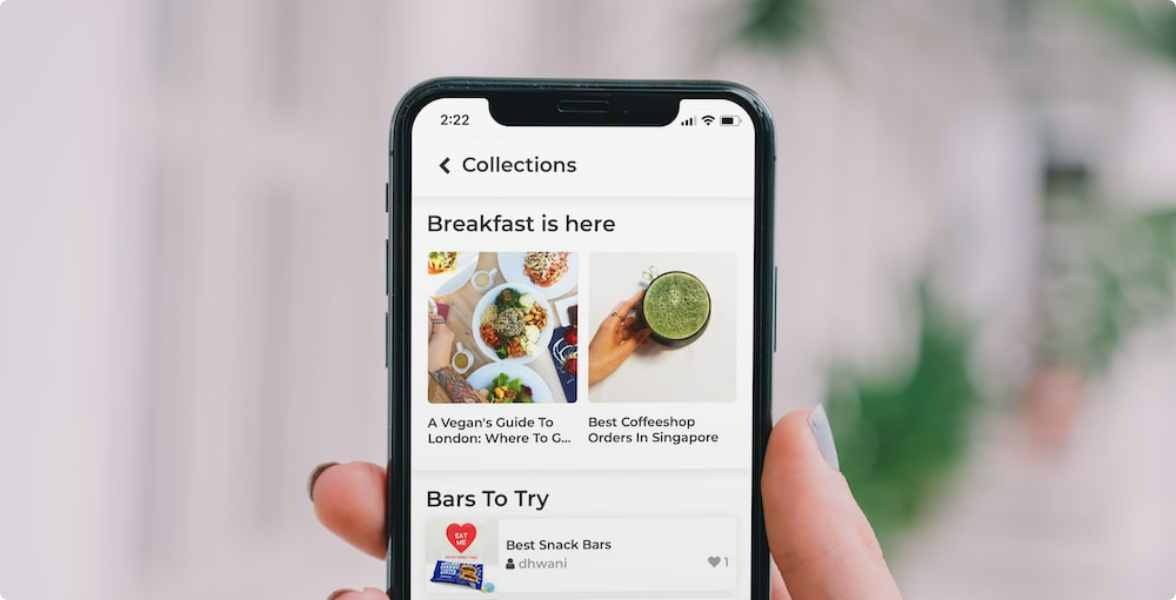 2:22
Collections
Breakfast is here
A Vegan's Guide To
London: Where To G...
Best Coffeeshop
Orders In Singapore
Bars To Try
EAT
ME
Best Snack Bars
dhwani
1